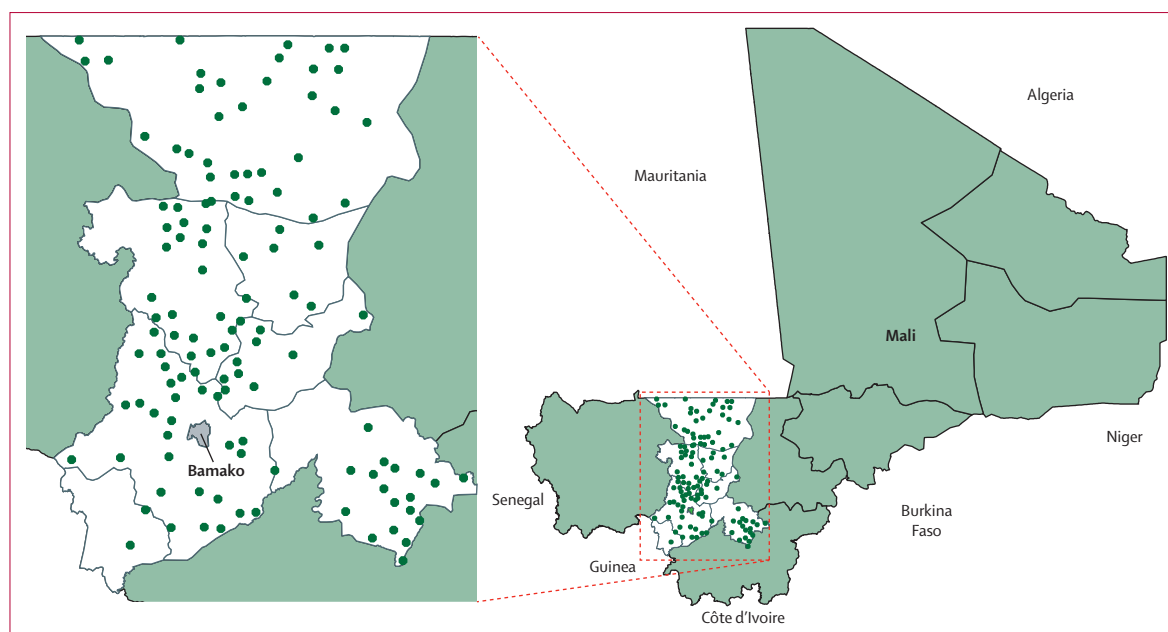 Algeria
Mauritania
Mali
Niger
Bamako
Senegal
Burkina
Faso
Guinea
Côte d’Ivoire